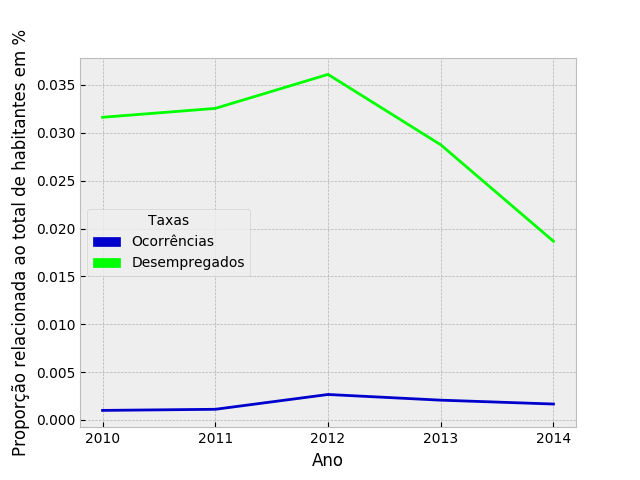 Proporção relacionada ao total de habitantes em %
0.035
0.030
0.025
0.020
0.015
0.010
0.005
0.000
Taxas
Ocorrências
Desempregados
2010 2011 2012 2013 2014
Ano